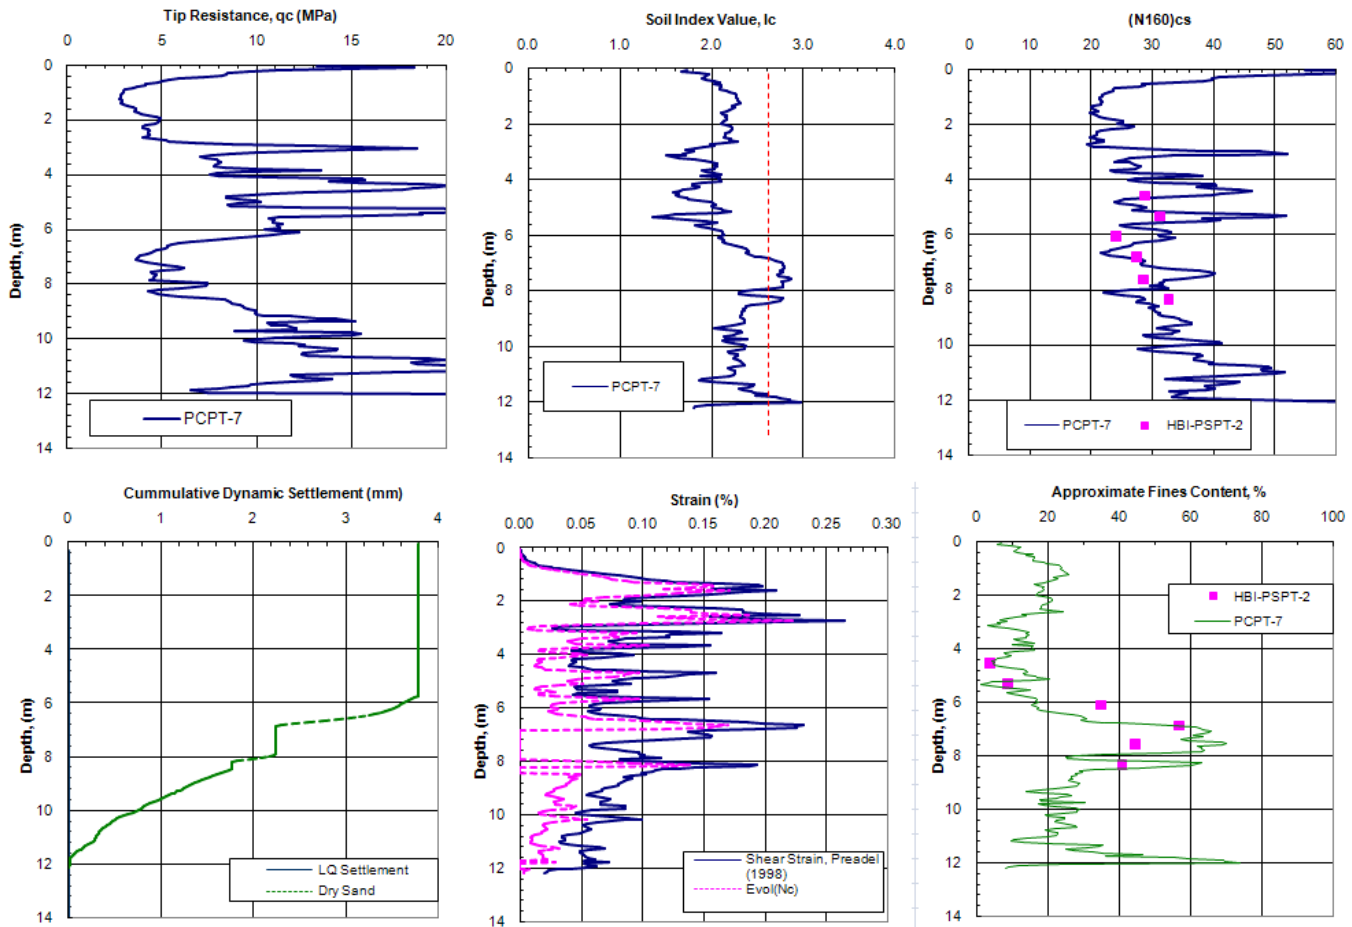 Tip Resistance, qc (MPa)
0 5 10 15 20
0
2
4
6
8
10
12
14
Depth, (m)
PCPT-7
Soil Index Value, Ic
0.0 1.0 2.0 3.0 4.0
0
2
4
6
8
10
12
14
Depth, (m)
PCPT-7
(N160)cs
0 10 20 30 40 50 60
0
2
4
6
8
10
12
14
Depth, (m)
PCPT-7 HBI-PSPT-2
Cummulative Dynamic Settlement (mm)
0 1 2 3 4
0
2
4
6
8
10
12
14
Depth, (m)
LQ Settlement
Dry Sand
Strain (%)
0.00 0.05 0.10 0.15 0.20 0.25 0.30
0
2
4
6
8
10
12
14
Depth, (m)
Shear Strain, Preadel
(1998)
Evol(Nc)
Approximate Fines Content, %
0 20 40 60 80 100
0
2
4
6
8
10
12
14
Depth, (m)
HBI-PSPT-2
PCPT-7